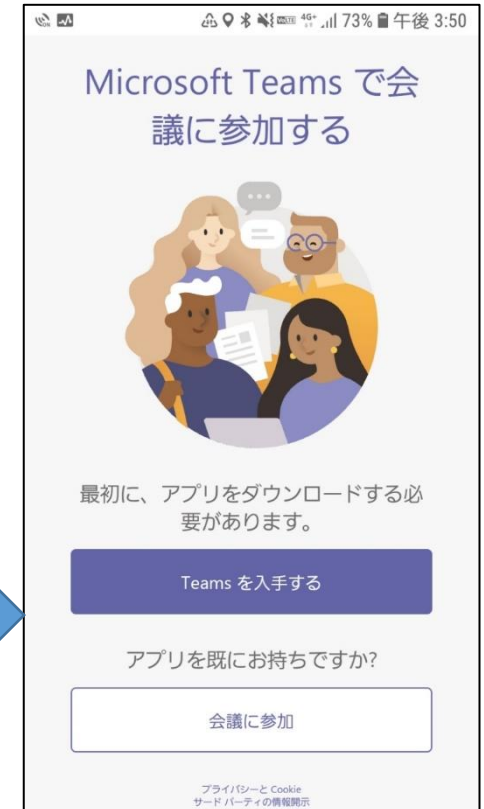 73% 午後 3:50
Microsoft Teams で会
議に参加する
最初に、アプリをダウンロードする必
要があります。
Teams を入手する
アプリを既にお持ちですか?
会議に参加
プライバシーと Cookie
サード パーティの情報開示